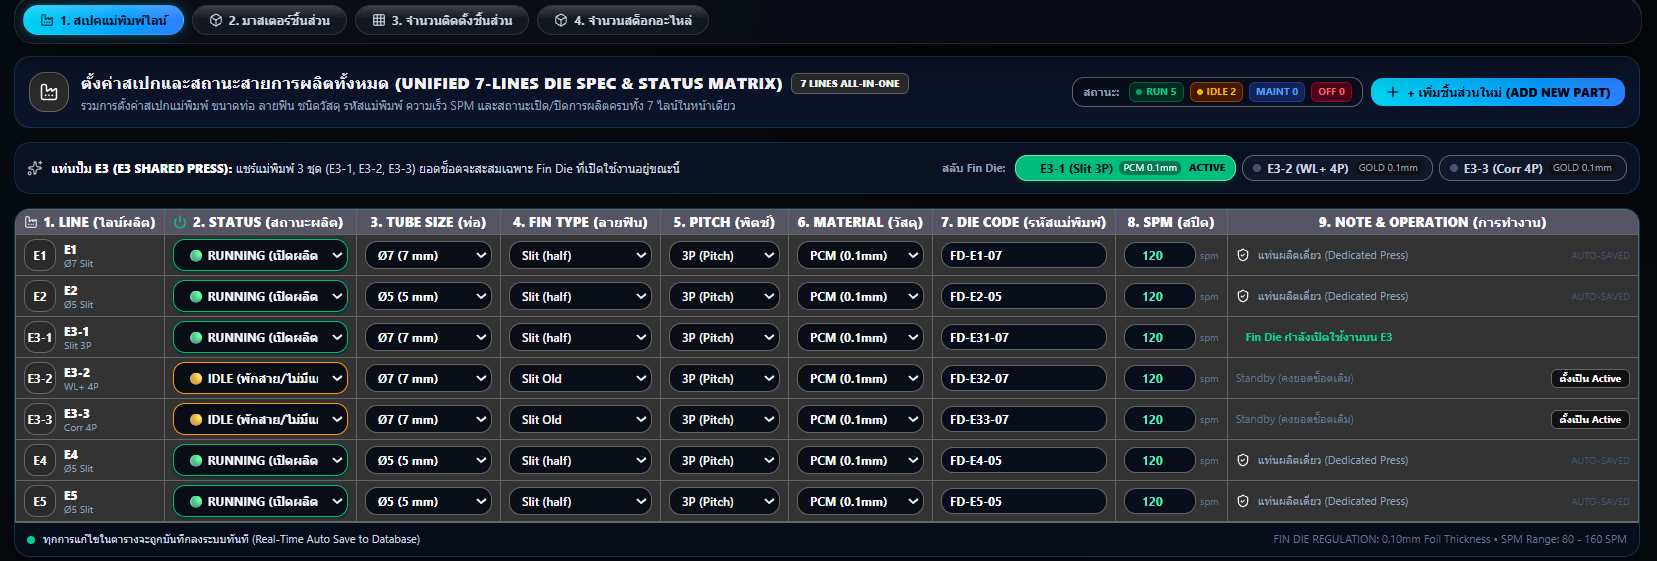 1. สเปคแม่พิมพ์ไลน์
2. มาสเตอร์ชิ้นส่วน
3. จำนวนติดตั้งชิ้นส่วน
4. จำนวนสต็อกอะไหล่
ตั้งค่าสเปกและสถานะสายการผลิตทั้งหมด (UNIFIED 7-LINES DIE SPEC & STATUS MATRIX) 7 LINES ALL-IN-ONE
รวมการตั้งค่าสเปกแม่พิมพ์ ขนาดท่อ ลายฟิน ชนิดวัสดุ รหัสแม่พิมพ์ ความเร็ว SPM และสถานะเปิด/ปิดการผลิตครบทั้ง 7 ไลน์ในหน้าเดียว
สถานะ: RUN 5 IDLE 2 MAINT 0 OFF 0
+ + เพิ่มชิ้นส่วนใหม่ (ADD NEW PART)
แท่นปั๊ม E3 (E3 SHARED PRESS): แชร์แม่พิมพ์ 3 ชุด (E3-1, E3-2, E3-3) ยอดช็อตจะสะสมเฉพาะ Fin Die ที่เปิดใช้งานอยู่ขณะนี้
สลับ Fin Die: E3-1 (Slit 3P) PCM 0.1mm ACTIVE E3-2 (WL+ 4P) GOLD 0.1mm E3-3 (Corr 4P) GOLD 0.1mm
1. LINE (ไลน์ผลิต) 2. STATUS (สถานะผลิต) 3. TUBE SIZE (ท่อ) 4. FIN TYPE (ลายฟิน) 5. PITCH (พิตช์) 6. MATERIAL (วัสดุ) 7. DIE CODE (รหัสแม่พิมพ์) 8. SPM (สปีด) 9. NOTE & OPERATION (การทำงาน)
E1 E1 RUNNING (เปิดผลิต Ø7 (7 mm) Slit (half) 3P (Pitch) PCM (0.1mm) FD-E1-07 120 spm แท่นผลิตเดี่ยว (Dedicated Press) AUTO-SAVED
Ø7 Slit
E2 E2 RUNNING (เปิดผลิต Ø5 (5 mm) Slit (half) 3P (Pitch) PCM (0.1mm) FD-E2-05 120 spm แท่นผลิตเดี่ยว (Dedicated Press) AUTO-SAVED
Ø5 Slit
E3-1 E3-1 RUNNING (เปิดผลิต Ø7 (7 mm) Slit (half) 3P (Pitch) PCM (0.1mm) FD-E31-07 120 spm Fin Die กำลังเปิดใช้งานบน E3
Slit 3P
E3-2 E3-2 IDLE (พักสาย/ไม่มีแ Ø7 (7 mm) Slit Old 3P (Pitch) PCM (0.1mm) FD-E32-07 120 spm Standby (คงยอดช็อตเดิม) ตั้งเป็น Active
WL+ 4P
E3-3 E3-3 IDLE (พักสาย/ไม่มีแ Ø7 (7 mm) Slit Old 3P (Pitch) PCM (0.1mm) FD-E33-07 120 spm Standby (คงยอดช็อตเดิม) ตั้งเป็น Active
Corr 4P
E4 E4 RUNNING (เปิดผลิต Ø5 (5 mm) Slit (half) 3P (Pitch) PCM (0.1mm) FD-E4-05 120 spm แท่นผลิตเดี่ยว (Dedicated Press) AUTO-SAVED
Ø5 Slit
E5 E5 RUNNING (เปิดผลิต Ø5 (5 mm) Slit (half) 3P (Pitch) PCM (0.1mm) FD-E5-05 120 spm แท่นผลิตเดี่ยว (Dedicated Press) AUTO-SAVED
Ø5 Slit
ทุกการแก้ไขในตารางจะถูกบันทึกลงระบบทันที (Real-Time Auto Save to Database)
FIN DIE REGULATION: 0.10mm Foil Thickness • SPM Range: 80 - 160 SPM